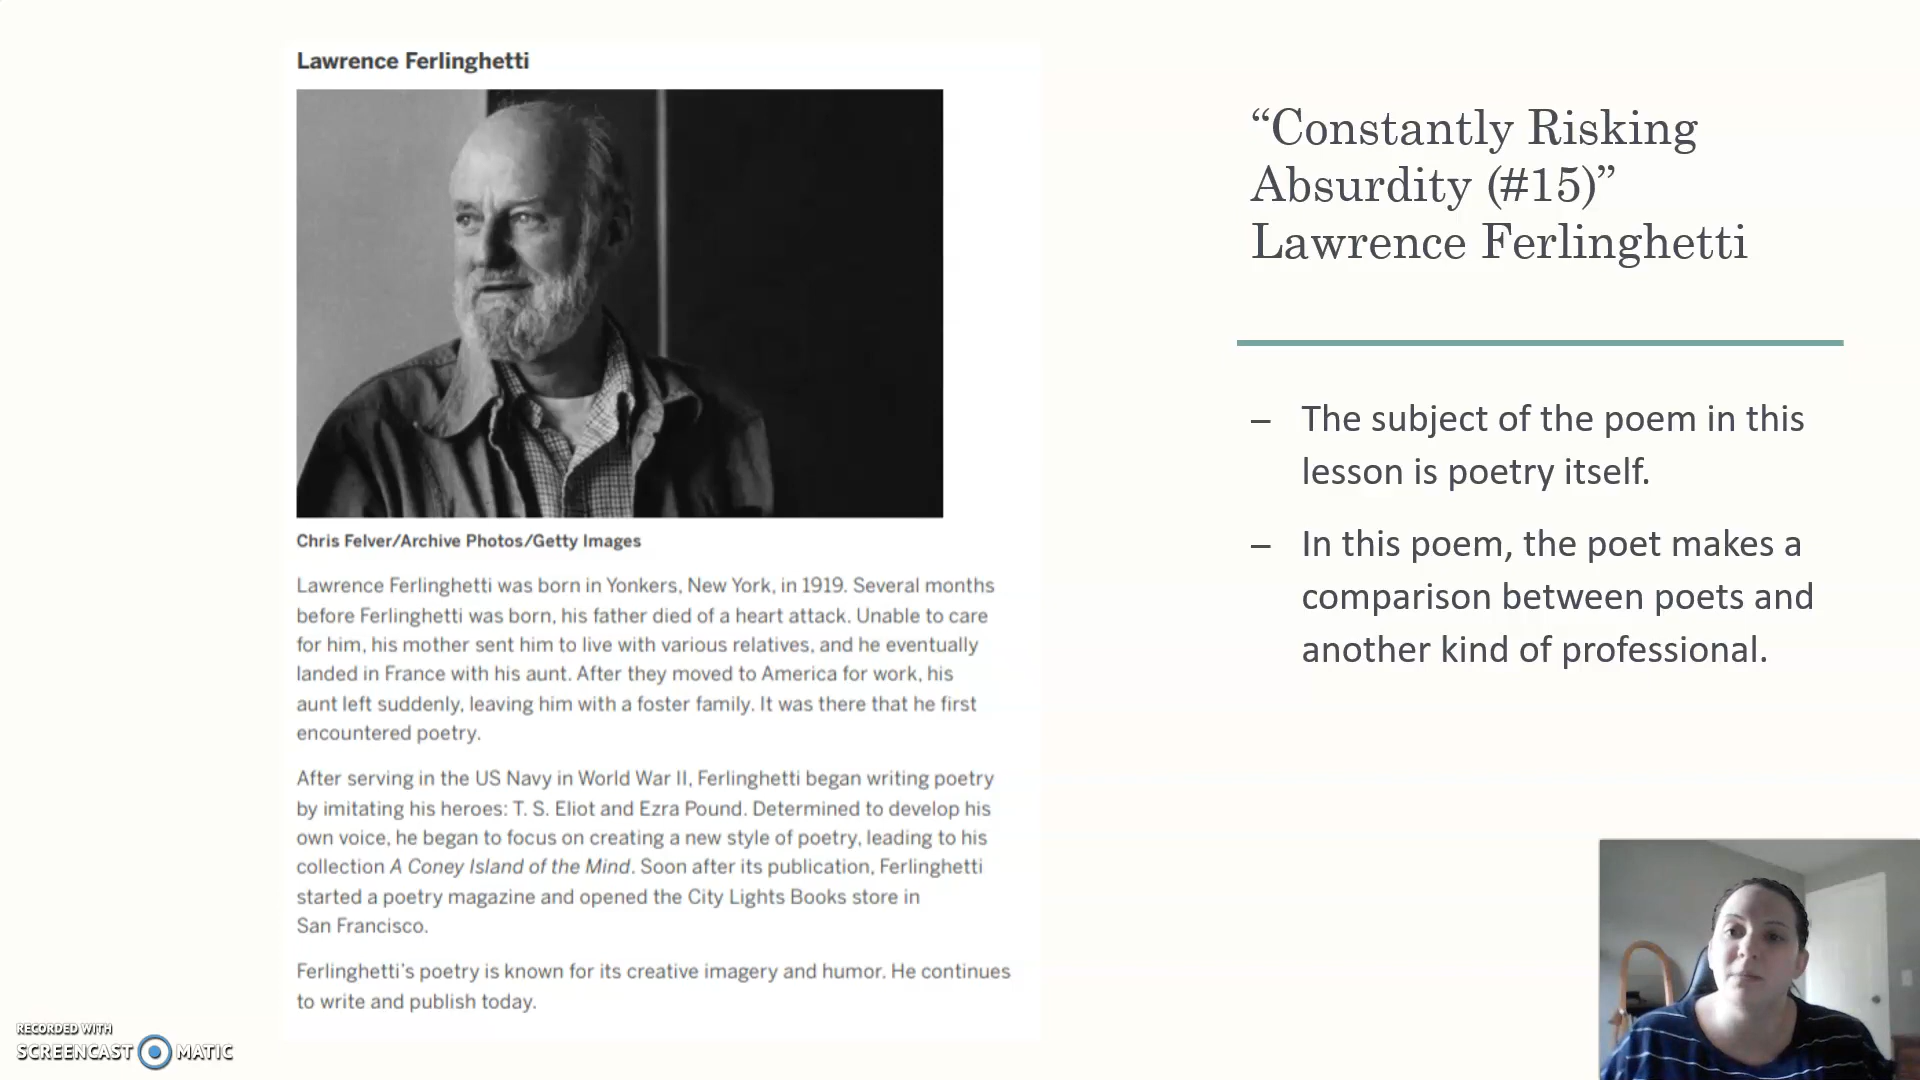 Lawrence Ferlinghetti
Chris Felver/Archive Photos/Getty Images
Lawrence Ferlinghetti was born in Yonkers, New York, in 1919. Several months
before Ferlinghetti was born, his father died of a heart attack. Unable to care
for him, his mother sent him to live with various relatives, and he eventually
landed in France with his aunt. After they moved to America for work, his
aunt left suddenly, leaving him with a foster family. It was there that he first
encountered poetry.
After serving in the US Navy in World War II, Ferlinghetti began writing poetry
by imitating his heroes: T. S. Eliot and Ezra Pound. Determined to develop his
own voice, he began to focus on creating a new style of poetry, leading to his
collection A Coney Island of the Mind. Soon after its publication, Ferlinghetti
started a poetry magazine and opened the City Lights Books store in
San Francisco.
Ferlinghetti's poetry is known for its creative imagery and humor. He continues
to write and publish today.
“Constantly Risking
Absurdity (#15)”
Lawrence Ferlinghetti
– The subject of the poem in this
lesson is poetry itself.
– In this poem, the poet makes a
comparison between poets and
another kind of professional.
RECORDED WITH
SCREENCAST MATIC